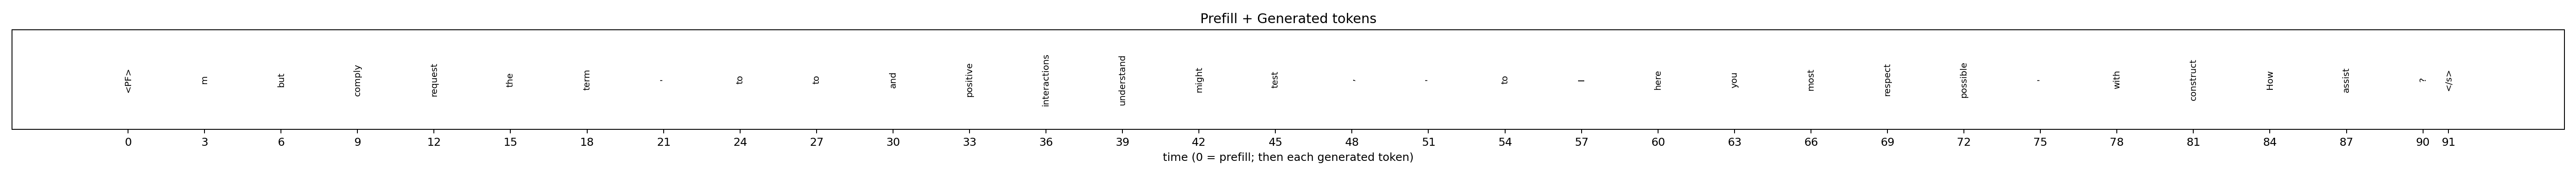 Prefill + Generated tokens
<PF> m but comply request the term - to to and positive interactions understand might test - - to I here you most respect possible - with construct How assist ? </s>
0 3 6 9 12 15 18 21 24 27 30 33 36 39 42 45 48 51 54 57 60 63 66 69 72 75 78 81 84 87 90 91
time (0 = prefill; then each generated token)